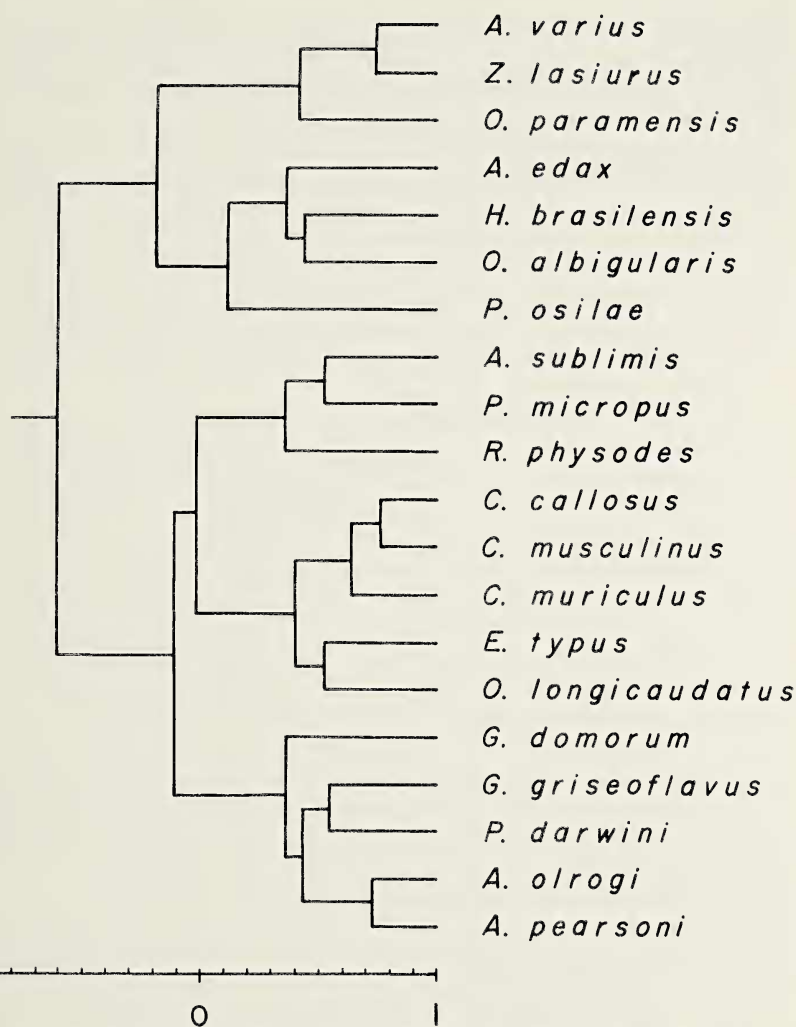 A. varius
Z. lasiurus
O. paramensis
A. edax
H. brasilensis
O. albigularis
P. osilae
A. sublimis
P. micropus
R. physodes
C. callosus
C. musculinus
C. muriculus
E. typus
O. longicaudatus
G. domorum
G. griseoflavus
P. darwini
A. olrogi
A. pearsoni
0 1